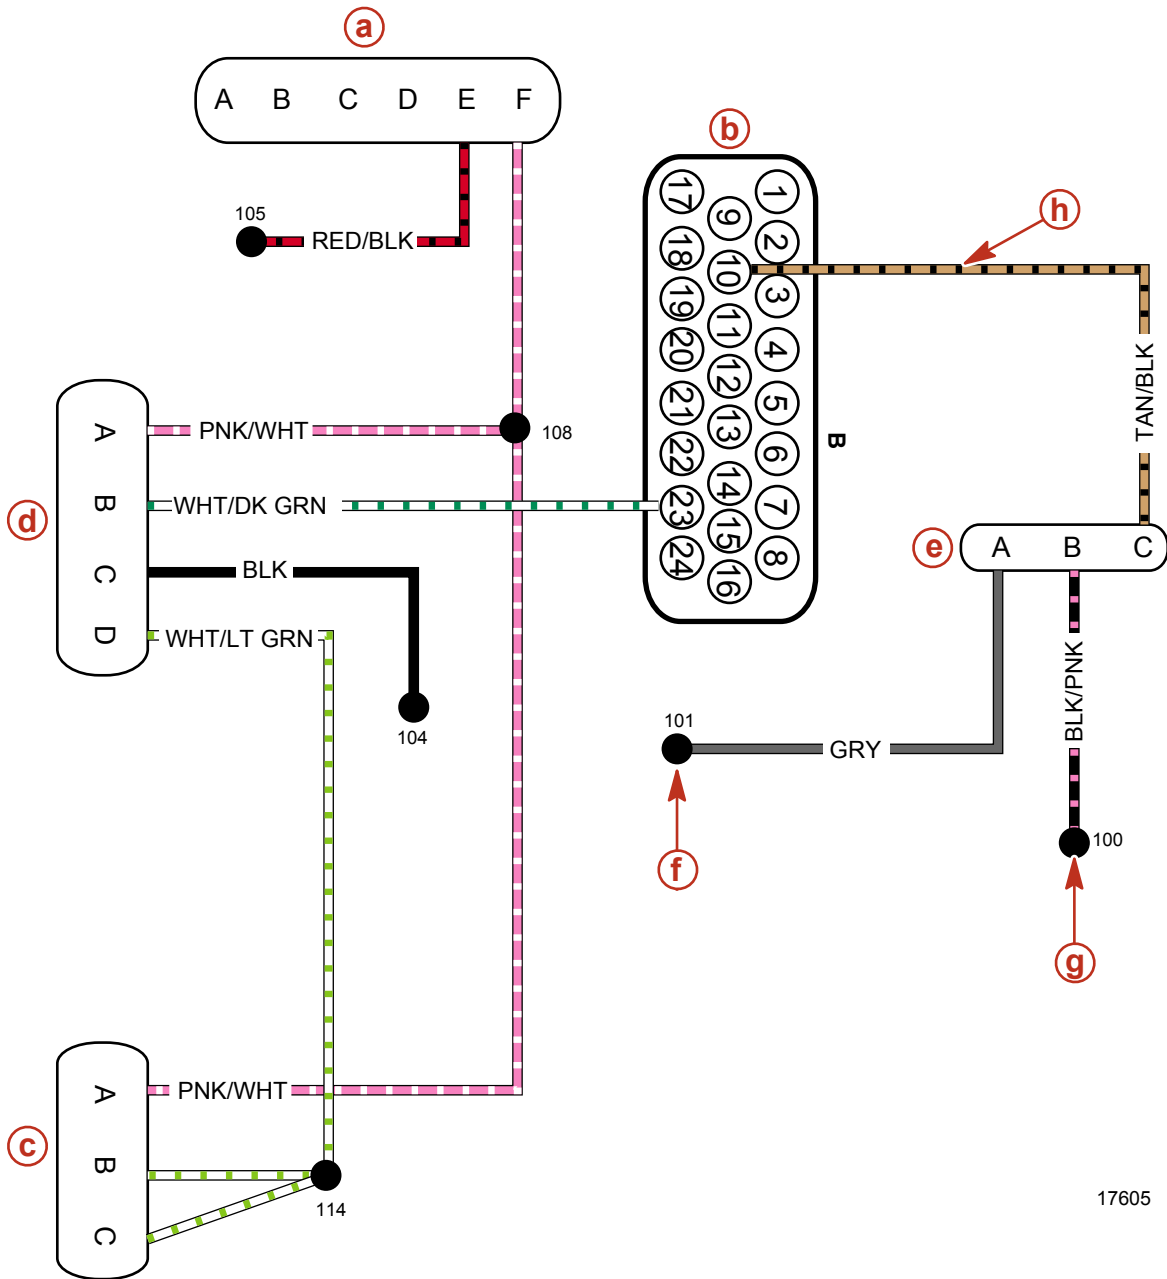 a
A B C D E F
b
105
RED/BLK
17 18 19 20 21 22 23 24
9 10 11 12 13 14 15 16
1 2 3 4 5 6 7 8
B
h
TAN/BLK
d
A B C D
PNK/WHT
108
WHT/DK GRN
BLK
WHT/LT GRN
104
e
A B C
101
GRY
BLK/PNK
100
f
g
c
A B C
PNK/WHT
114
17605